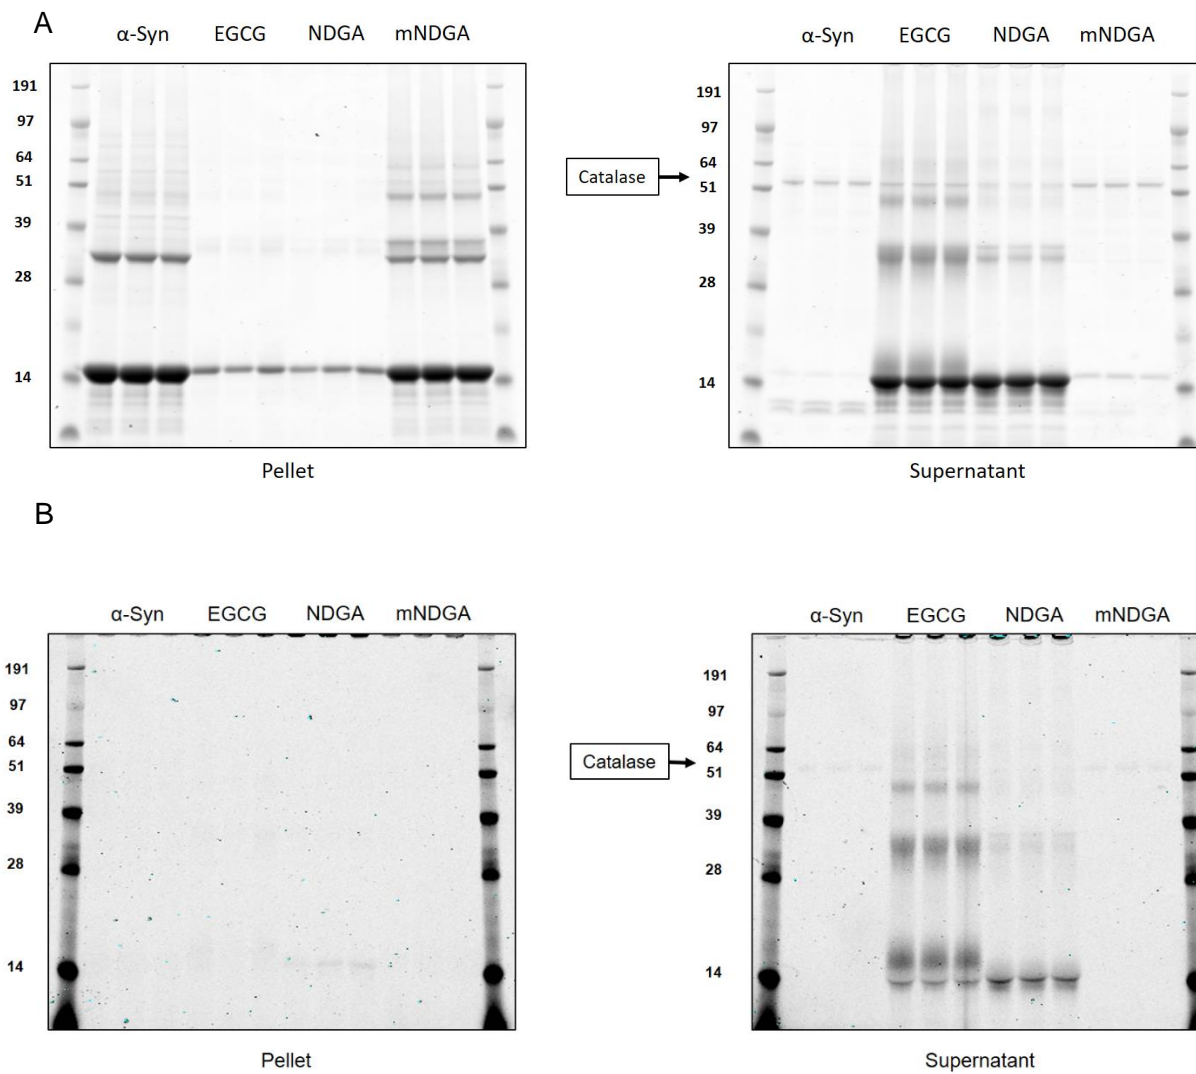 A
α-Syn EGCG NDGA mNDGA
191
97
64
51
39
28
14
Pellet
α-Syn EGCG NDGA mNDGA
191
97
64
51
39
28
14
Catalase
Supernatant
B
α-Syn EGCG NDGA mNDGA
191
97
64
51
39
28
14
Pellet
α-Syn EGCG NDGA mNDGA
191
97
64
51
39
28
14
Catalase
Supernatant